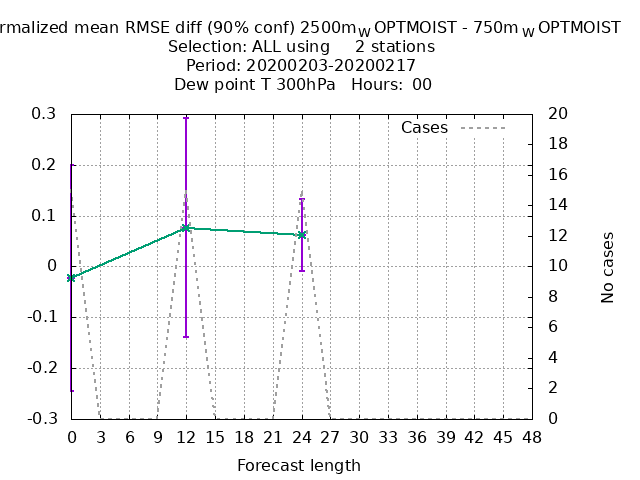 rmalized mean RMSE diff (90% conf) 2500mW OPTMOIST - 750mW OPTMOIST
Selection: ALL using 2 stations
Period: 20200203-20200217
Dew point T 300hPa Hours: 00
Cases
0.3
0.2
0.1
0
-0.1
-0.2
-0.3
20
18
16
14
12
10
8
6
4
2
0
No cases
0 3 6 9 12 15 18 21 24 27 30 33 36 39 42 45 48
Forecast length